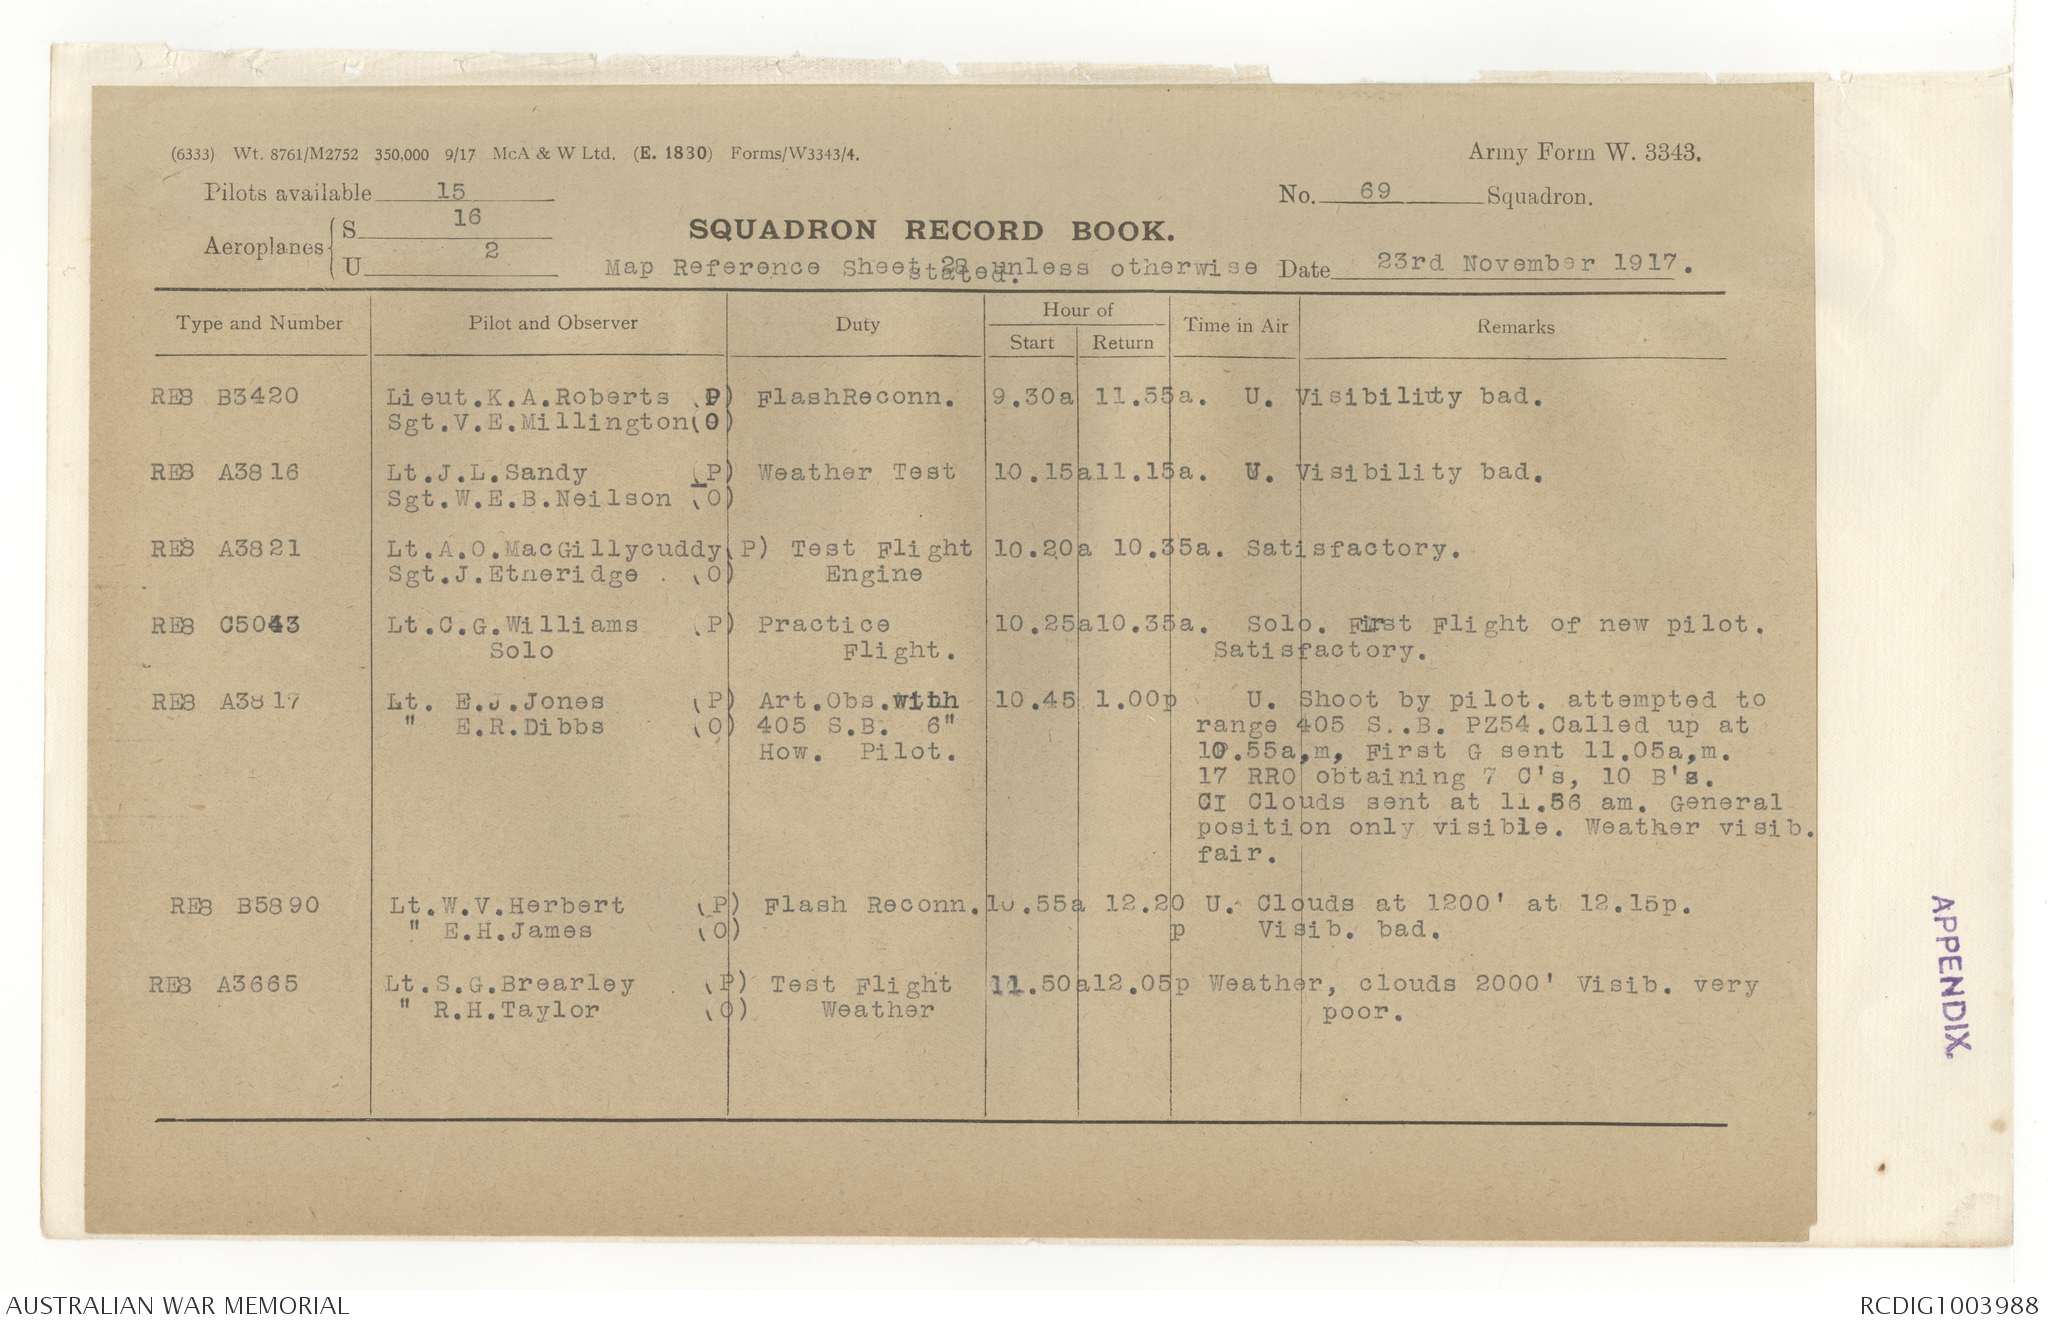 (6333) Wt. 8761/M2752 350,000 9/17 McA & W Ltd. (E. 1830) Forms/W3343/4.
Army Form W. 3343.
Pilots available 15
No. 69 Squadron.
Aeroplanes { S 16
U 2
SQUADRON RECORD BOOK.
Map Reference Sheet 28 unless otherwise
stated.
Date 23rd November 1917.
Type and Number Pilot and Observer Duty Hour of Time in Air Remarks
Start Return
RE8 B3420 Lieut.K.A.Roberts (P) FlashReconn. 9.30a 11.55a. U. Visibility bad.
Sgt.V.E.Millington(O)
RE8 A3816 Lt.J.L.Sandy (P) Weather Test 10.15a 11.15a. U. Visibility bad.
Sgt.W.E.B.Neilson (O)
RE8 A3821 Lt.A.O.MacGillycuddy(P) Test Flight 10.20a 10.35a. Satisfactory.
Sgt.J.Etheridge . (O) Engine
RE8 C5043 Lt.C.G.Williams (P) Practice 10.25a 10.35a. Solo. First Flight of new pilot.
Solo Flight. Satisfactory.
RE8 A3817 Lt. E.J.Jones (P) Art.Obs.with 10.45 1.00p U. Shoot by pilot. attempted to
" E.R.Dibbs (O) 405 S.B. 6" range 405 S..B. PZ54.Called up at
How. Pilot. 10.55a,m, First G sent 11.05a,m.
17 RRO obtaining 7 C's, 10 B's.
CI Clouds sent at 11.56 am. General
position only visible. Weather visib.
fair.
RE8 B5890 Lt.W.V.Herbert (P) Flash Reconn. 10.55a 12.20 U. Clouds at 1200' at 12.15p.
" E.H.James (O) p Visib. bad.
RE8 A3665 Lt.S.G.Brearley (P) Test Flight 11.50a 12.05p Weather, clouds 2000' Visib. very
" R.H.Taylor (O) Weather poor.
APPENDIX.
AUSTRALIAN WAR MEMORIAL
RCDIG1003988